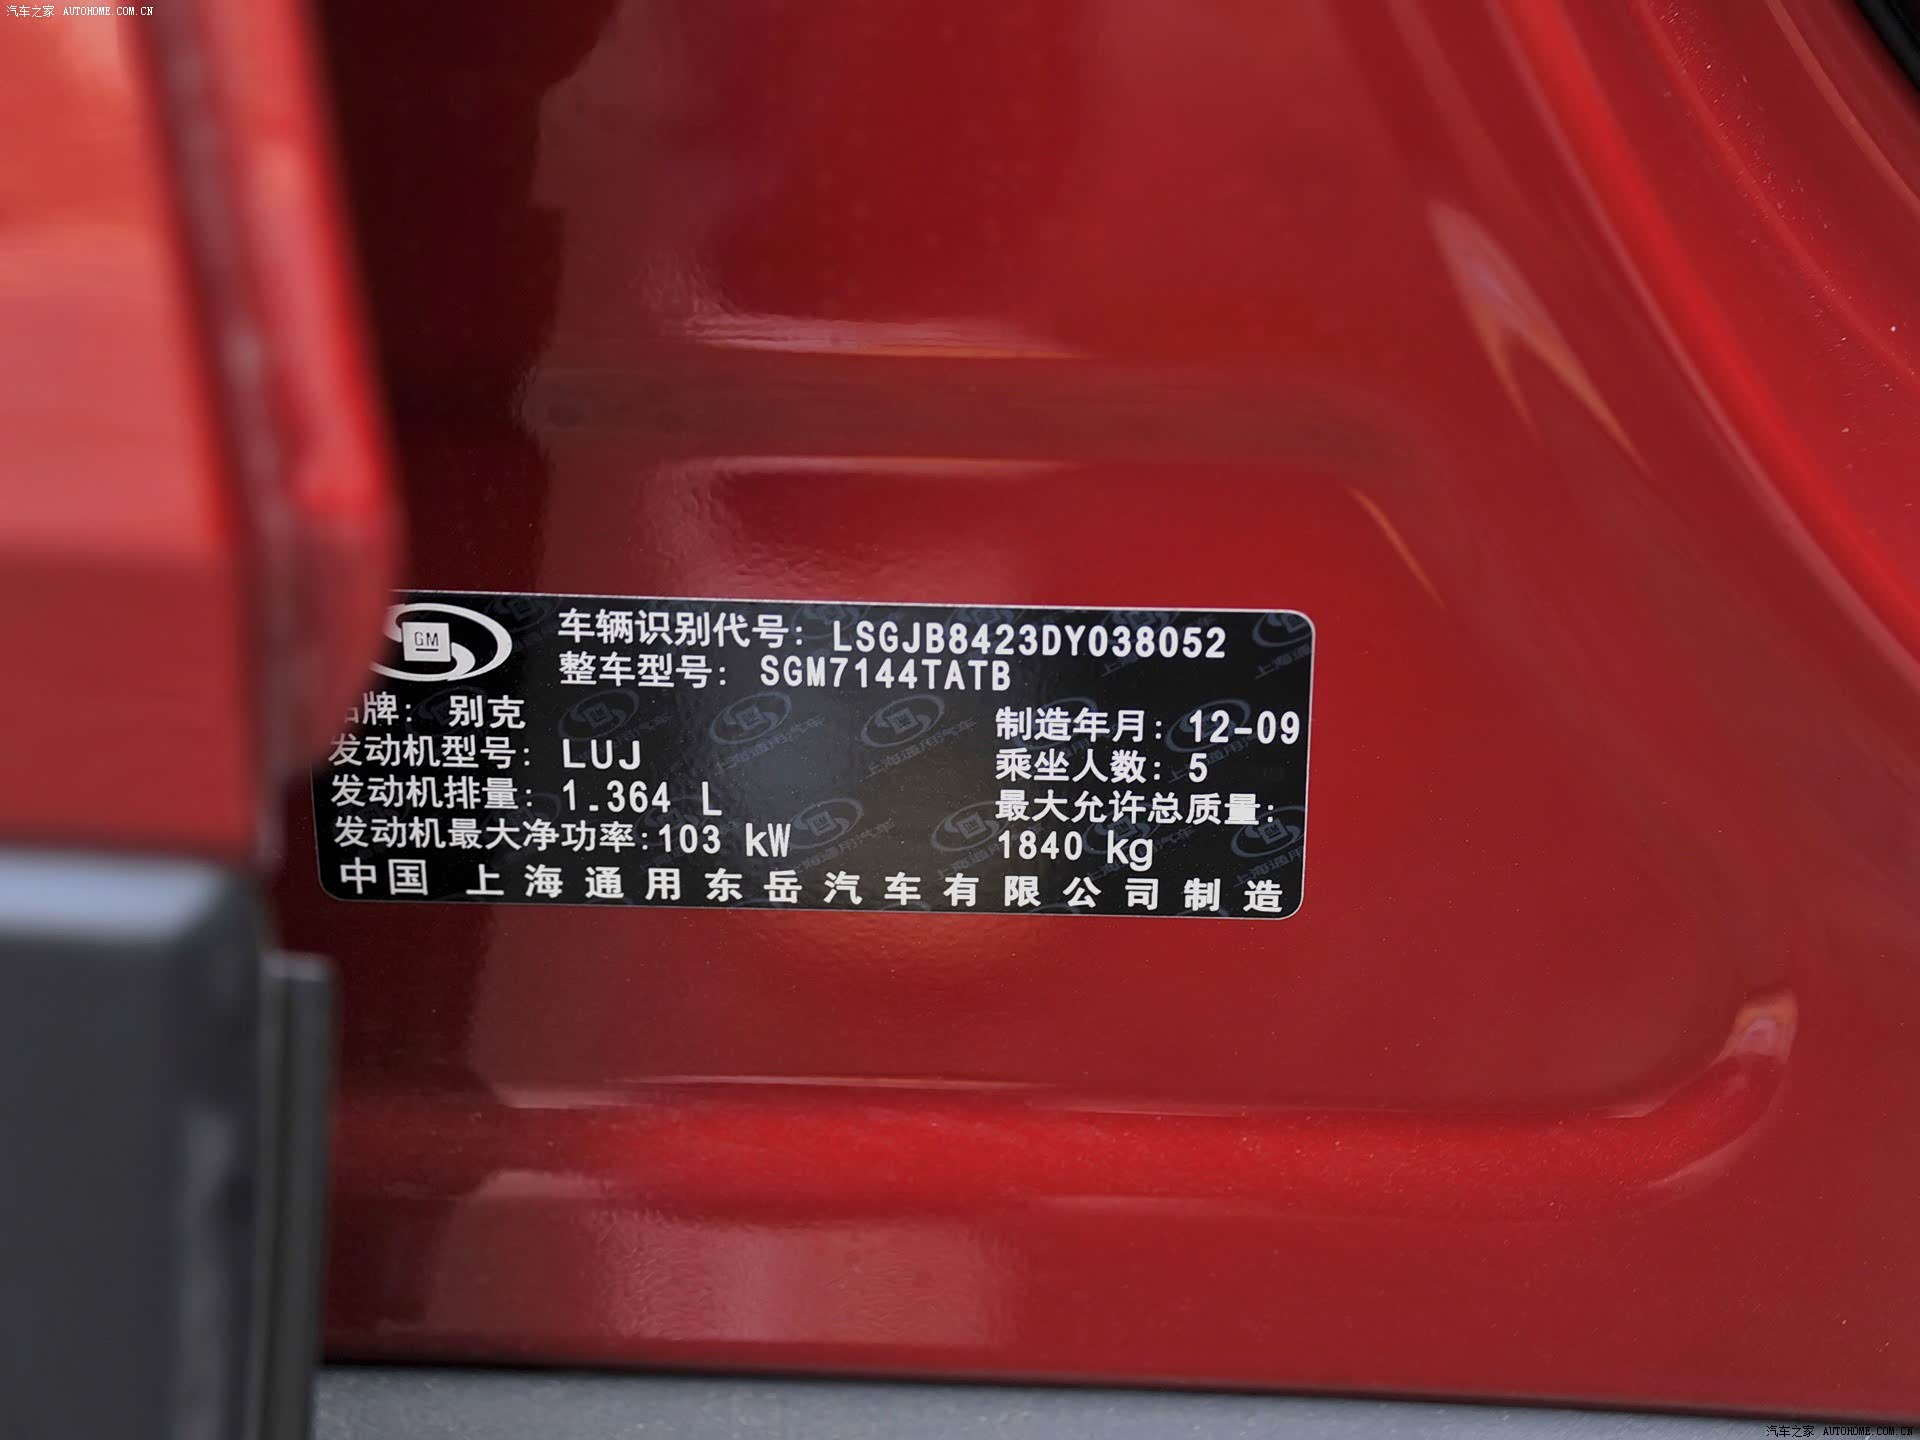 汽车之家 AUTOHOME.COM.CN
GM
车辆识别代号: LSGJB8423DY038052
整车型号: SGM7144TATB
品牌: 别克
制造年月: 12-09
发动机型号: LUJ
乘坐人数: 5
发动机排量: 1.364 L
最大允许总质量:
发动机最大净功率:103 kW
1840 kg
中国 上海通用东岳汽车有限公司制造
汽车之家 AUTOHOME.COM.CN